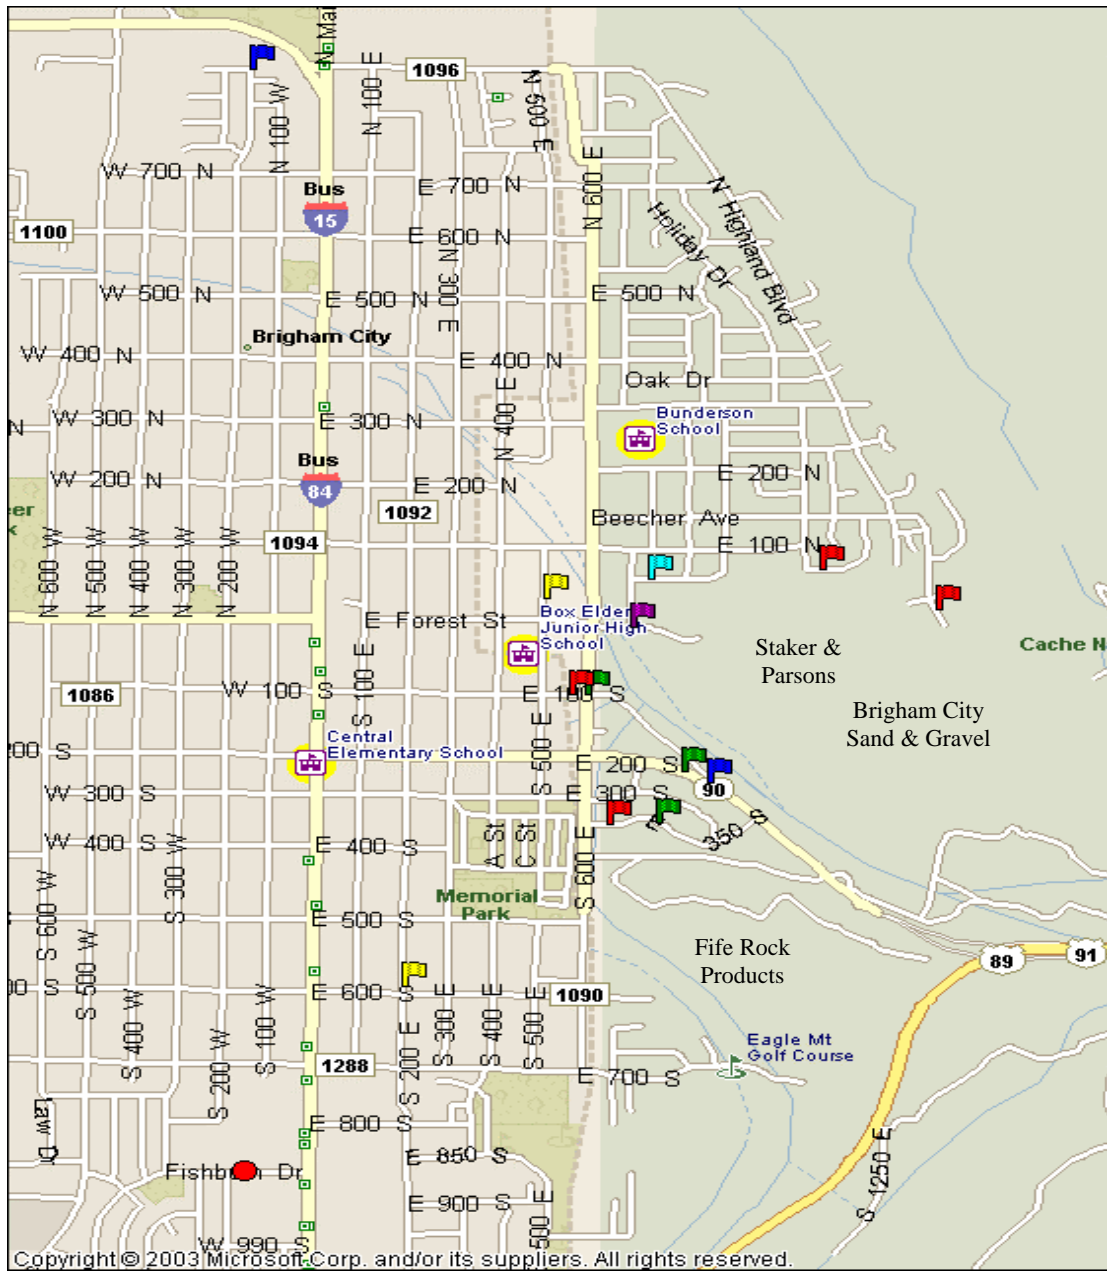 N Mai
1096
N 100 E
N 500 E
N 100 W
W 700 N
E 700 N
N 600 E
Bus
15
1100
E 600 N
N Highland Blvd
Holiday Dr
N 300 E
W 500 N
E 500 N
E 500 N
Brigham City
W 400 N
E 400 N
Oak Dr
N 400 E
W 300 N
E 300 N
N
Bunderson
School
Bus
84
W 200 N
E 200 N
E 200 N
eer
k
1092
Beecher Ave
1094
E 100 N
N 600 W
N 500 W
N 400 W
N 300 W
N 200 W
E Forest St
Box Elder
Junior High
School
Staker &
Parsons
Cache N
1086
W 100 S
S 100 E
E 100 S
Brigham City
Sand & Gravel
Central
Elementary School
200 S
S 500 E
E 200 S
90
W 300 S
E 300 S
E 350 S
W 400 S
E 400 S
A St
C St
S 600 E
S 600 W
S 300 W
Memorial
Park
E 500 S
S 500 W
Fife Rock
Products
89
91
00 S
E 600 S
1090
S 400 W
S 100 W
S 200 W
S 200 E
S 300 E
S 400 E
S 500 E
Eagle Mt
Golf Course
1288
E 700 S
Law Dr
E 800 S
E 850 S
S 1250 E
Fishburn Dr
E 900 S
500 E
W 990 S
Copyright © 2003 Microsoft Corp. and/or its suppliers. All rights reserved.